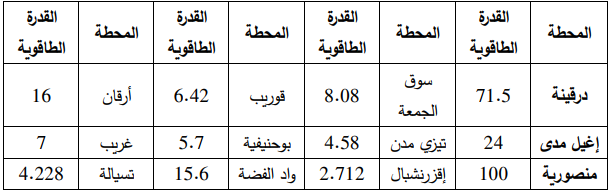 المحطة القدرة الطاقوية المحطة القدرة الطاقوية المحطة القدرة الطاقوية المحطة القدرة الطاقوية
درقينة 71.5 سوق الجمعة 8.08 قوريب 6.42 أرقان 16
إغيل مدى 24 تيزي مدن 4.58 بوحنيفية 5.7 غريب 7
منصورية 100 إقزرنشبال 2.712 واد الفضة 15.6 تسيالة 4.228